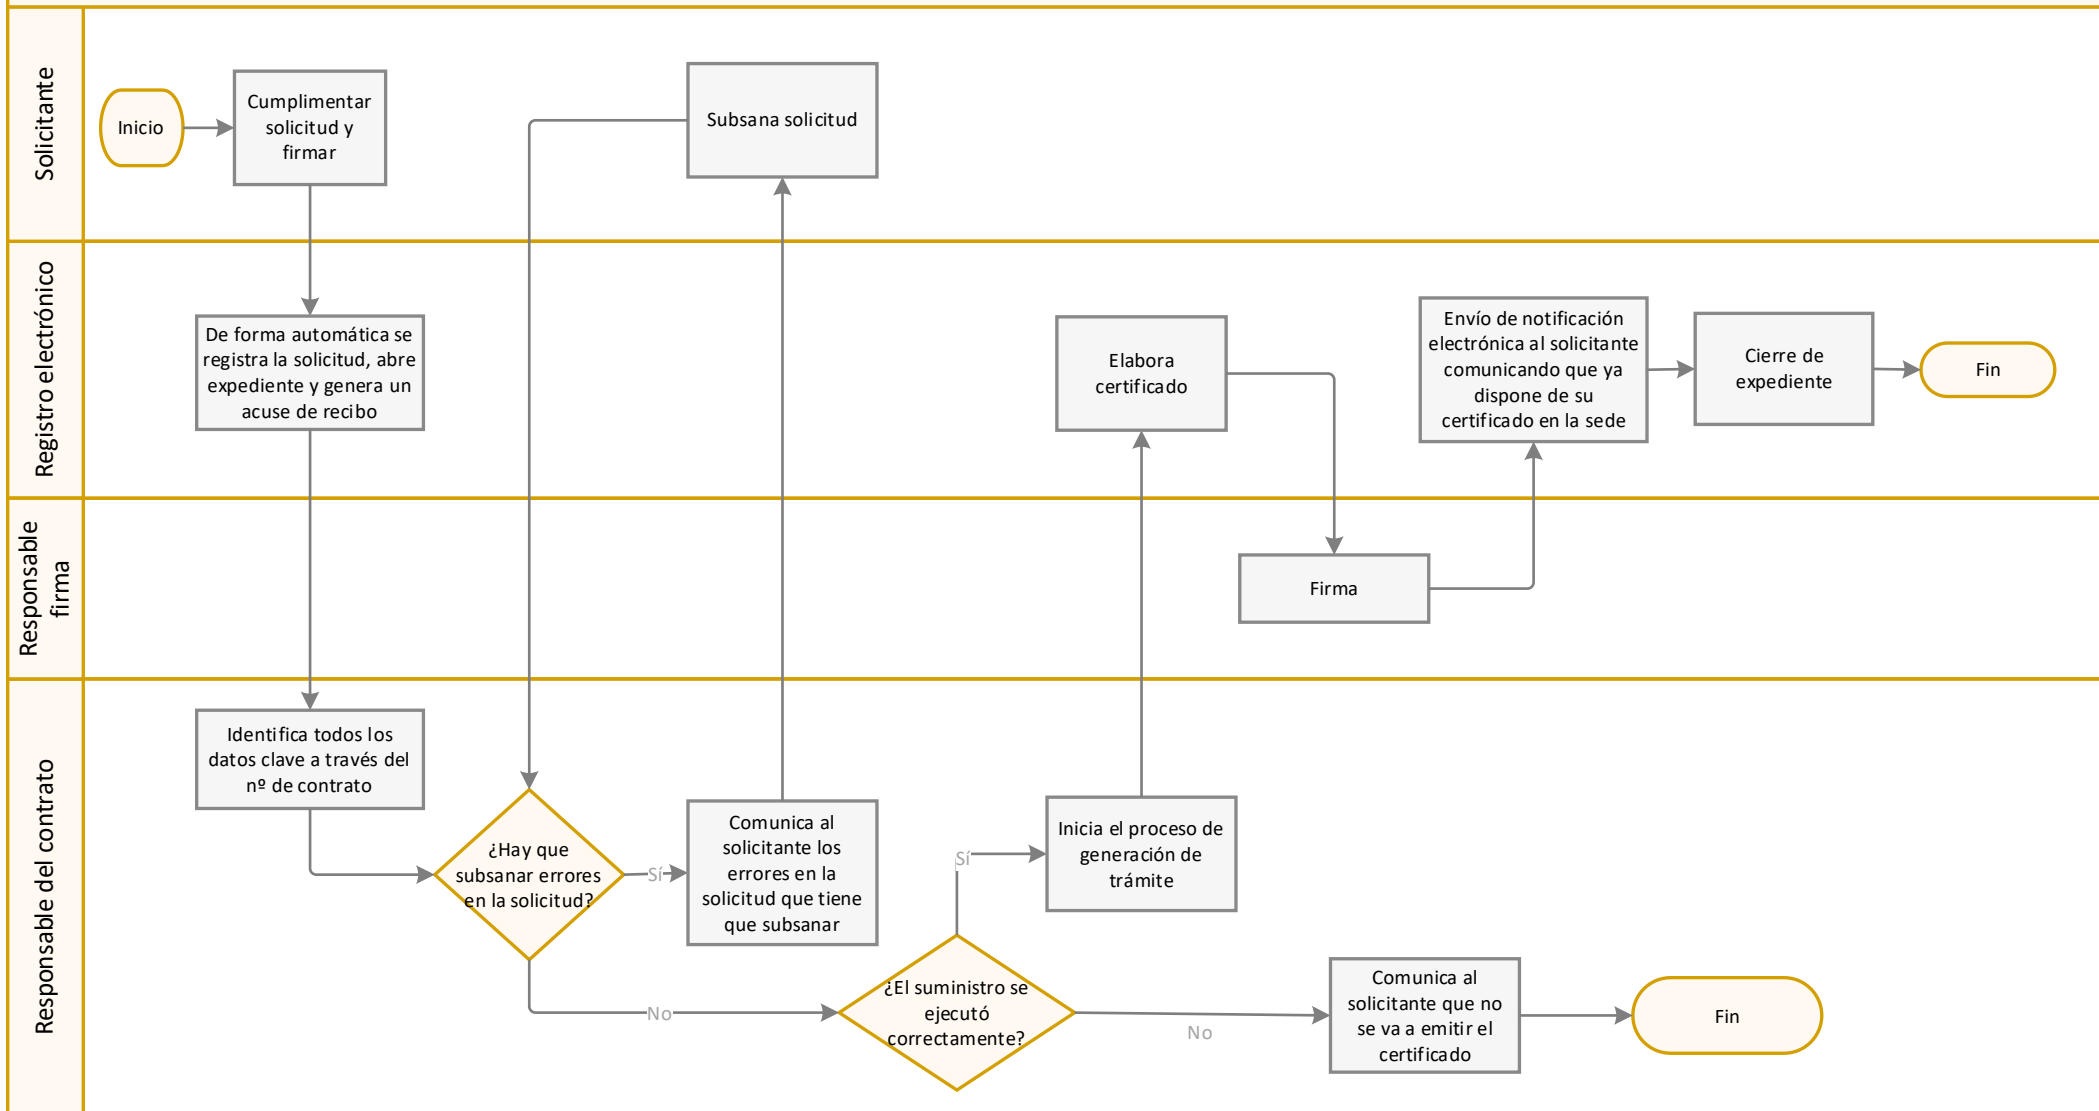 Solicitante
Inicio
Cumplimentar
solicitud y
firmar
Subsana solicitud
Registro electrónico
De forma automática se
registra la solicitud, abre
expediente y genera un
acuse de recibo
Elabora
certificado
Envío de notificación
electrónica al solicitante
comunicando que ya
dispone de su
certificado en la sede
Cierre de
expediente
Fin
Responsable
firma
Firma
Responsable del contrato
Identifica todos los
datos clave a través del
nº de contrato
¿Hay que
subsanar errores
en la solicitud?
Sí
Comunica al
solicitante los
errores en la
solicitud que tiene
que subsanar
No
¿El suministro se
ejecutó
correctamente?
Sí
Inicia el proceso de
generación de
trámite
No
Comunica al
solicitante que no
se va a emitir el
certificado
Fin